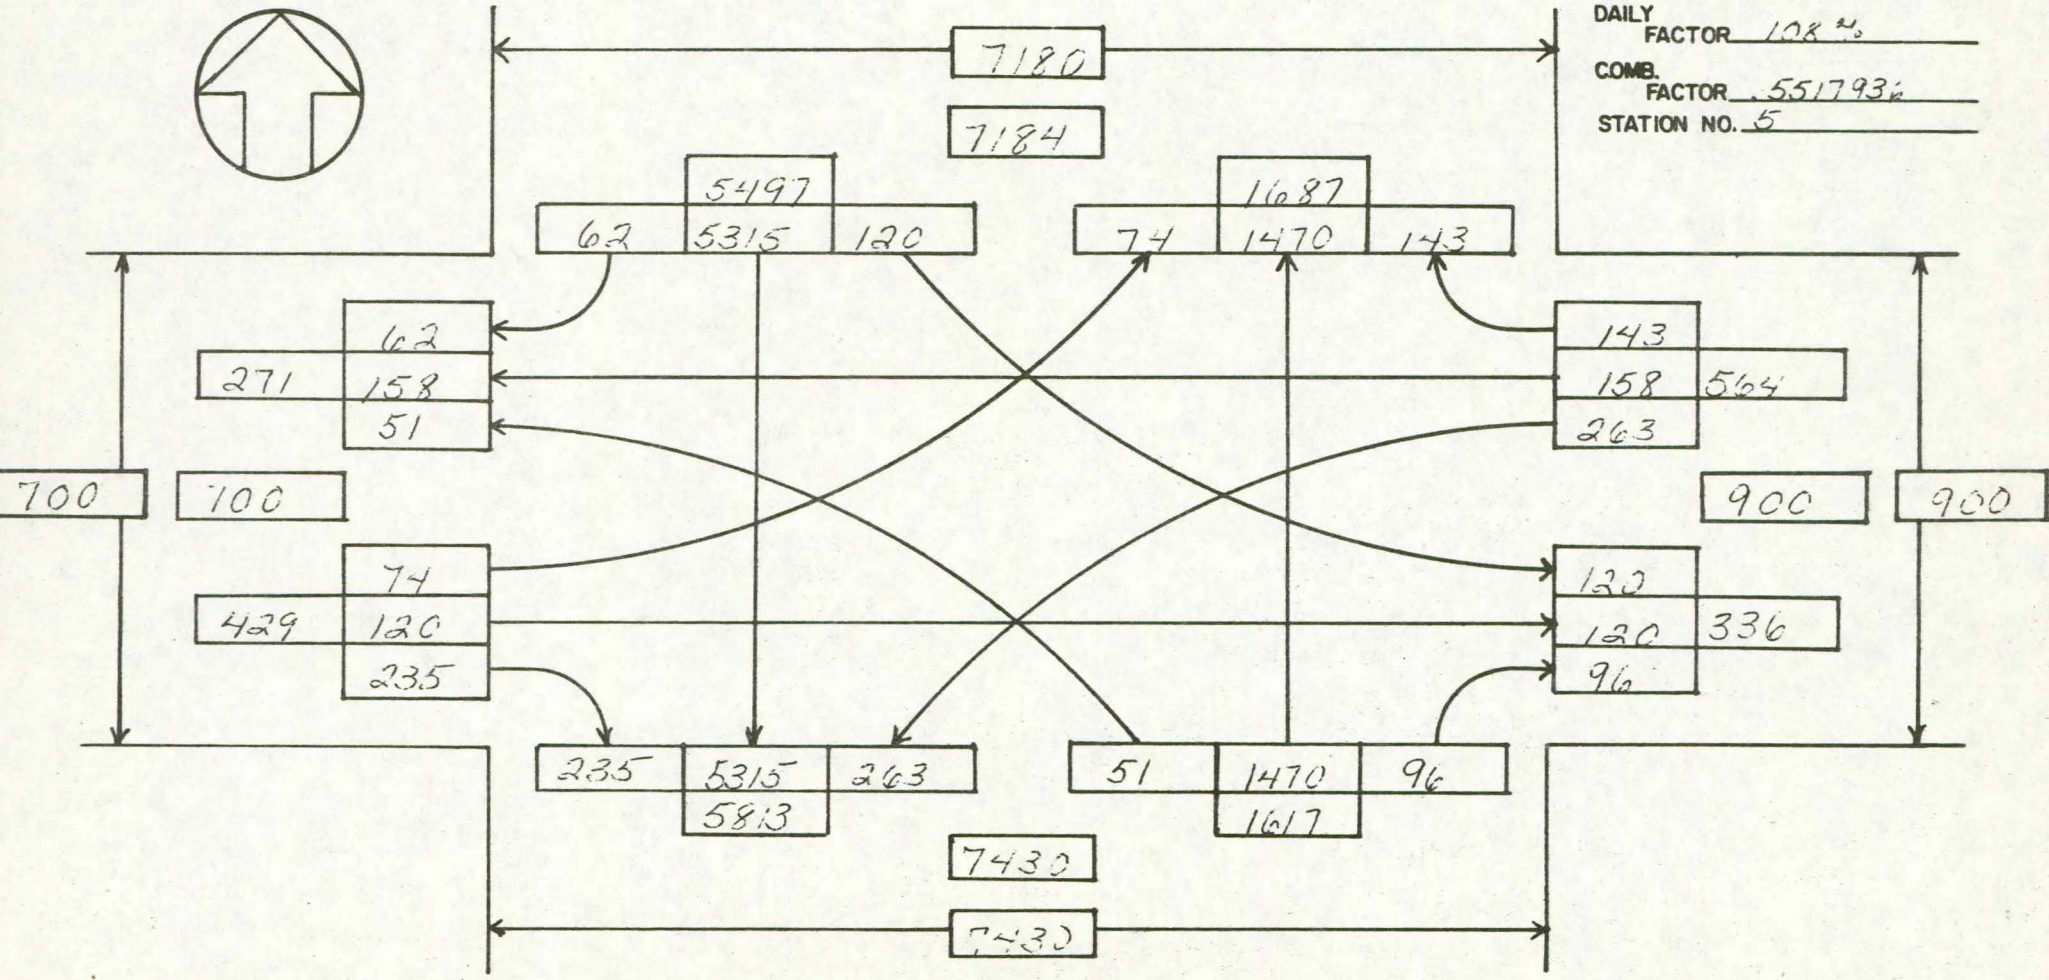 DAILY
FACTOR 108 %
COMB.
FACTOR .5517936
STATION NO. 5
7180
7184
5497
62 5315 120
1687
74 1470 143
62
271 158
51
143
158 564
263
700 700
900 900
74
429 120
235
120
120 336
96
235 5315 263
5813
51 1470 96
1617
7430
7430